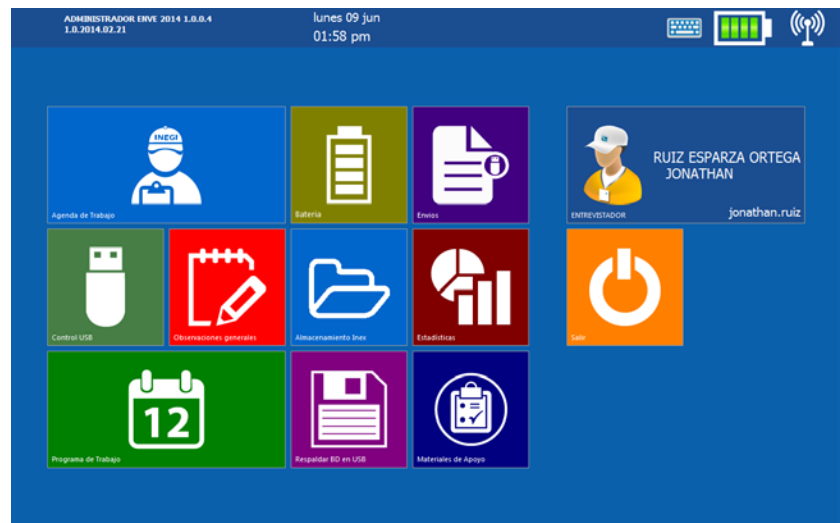 ADMINISTRADOR ENVE 2014 1.0.0.4
1.0.2014.02.21
lunes 09 jun
01:58 pm
INEGI
Agenda de Trabajo
Bateria
Envios
RUIZ ESPARZA ORTEGA
JONATHAN
ENTREVISTADOR
jonathan.ruiz
Control USB
Observaciones generales
Almacenamiento Inex
Estadísticas
Salir
12
Programa de Trabajo
Respaldar BD en USB
Materiales de Apoyo